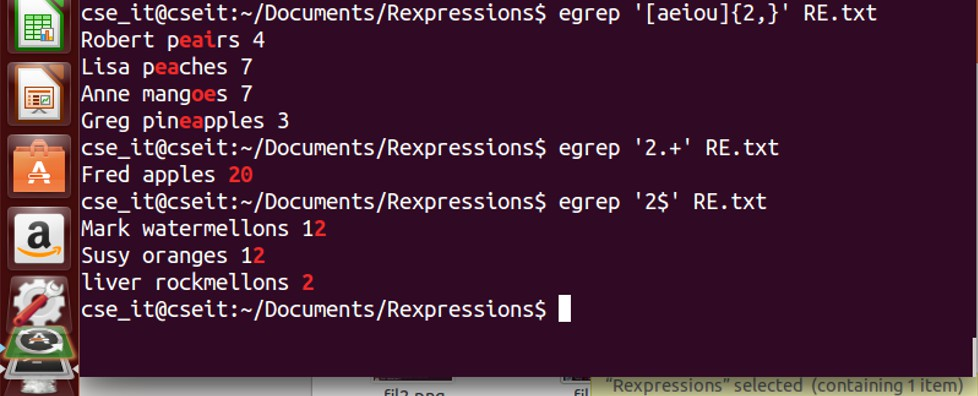 cse_it@cseit:~/Documents/Rexpressions$ egrep '[aeiou]{2,}' RE.txt
Robert peairs 4
Lisa peaches 7
Anne mangoes 7
Greg pineapples 3
cse_it@cseit:~/Documents/Rexpressions$ egrep '2.+' RE.txt
Fred apples 20
cse_it@cseit:~/Documents/Rexpressions$ egrep '2$' RE.txt
Mark watermellons 12
Susy oranges 12
liver rockmellons 2
cse_it@cseit:~/Documents/Rexpressions$
"Rexpressions" selected (containing 1 item)